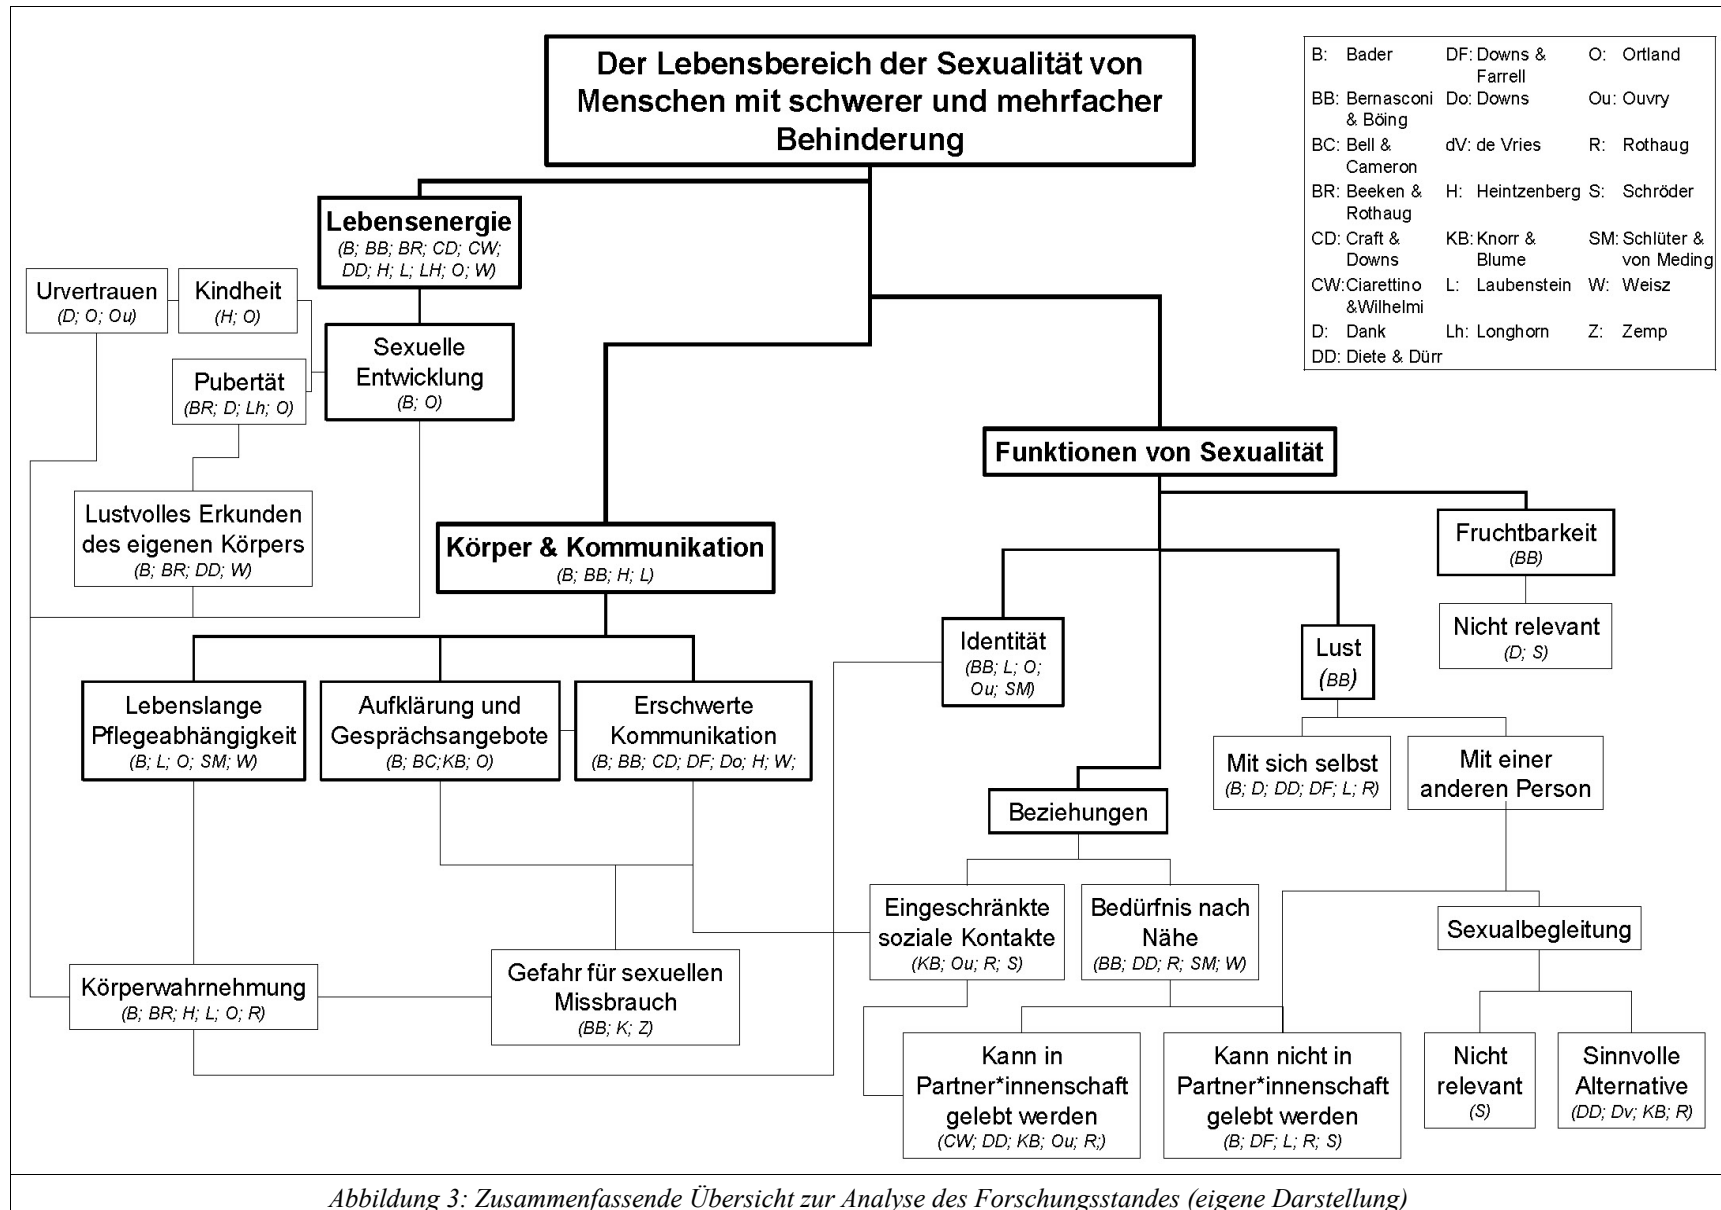 Der Lebensbereich der Sexualität von
Menschen mit schwerer und mehrfacher
Behinderung
B: Bader
DF: Downs &
Farrell
O: Ortland
BB: Bernasconi
& Böing
Do: Downs
Ou: Ouvry
BC: Bell &
Cameron
dV: de Vries
R: Rothaug
BR: Beeken &
Rothaug
H: Heintzenberg
S: Schröder
CD: Craft &
Downs
KB: Knorr &
Blume
SM: Schlüter &
von Meding
CW: Ciarettino
&Wilhelmi
L: Laubenstein
W: Weisz
D: Dank
Lh: Longhorn
Z: Zemp
DD: Diete & Dürr
Lebensenergie
(B; BB; BR; CD; CW;
DD; H; L; LH; O; W)
Urvertrauen
(D; O; Ou)
Kindheit
(H; O)
Sexuelle
Entwicklung
(B; O)
Pubertät
(BR; D; Lh; O)
Lustvolles Erkunden
des eigenen Körpers
(B; BR; DD; W)
Körper & Kommunikation
(B; BB; H; L)
Funktionen von Sexualität
Fruchtbarkeit
(BB)
Nicht relevant
(D; S)
Identität
(BB; L; O;
Ou; SM)
Lust
(BB)
Lebenslange
Pflegeabhängigkeit
(B; L; O; SM; W)
Aufklärung und
Gesprächsangebote
(B; BC;KB; O)
Erschwerte
Kommunikation
(B; BB; CD; DF; Do; H; W;
Mit sich selbst
(B; D; DD; DF; L; R)
Mit einer
anderen Person
Beziehungen
Eingeschränkte
soziale Kontakte
(KB; Ou; R; S)
Bedürfnis nach
Nähe
(BB; DD; R; SM; W)
Sexualbegleitung
Körperwahrnehmung
(B; BR; H; L; O; R)
Gefahr für sexuellen
Missbrauch
(BB; K; Z)
Kann in
Partner*innenschaft
gelebt werden
(CW; DD; KB; Ou; R;)
Kann nicht in
Partner*innenschaft
gelebt werden
(B; DF; L; R; S)
Nicht
relevant
(S)
Sinnvolle
Alternative
(DD; Dv; KB; R)
Abbildung 3: Zusammenfassende Übersicht zur Analyse des Forschungsstandes (eigene Darstellung)